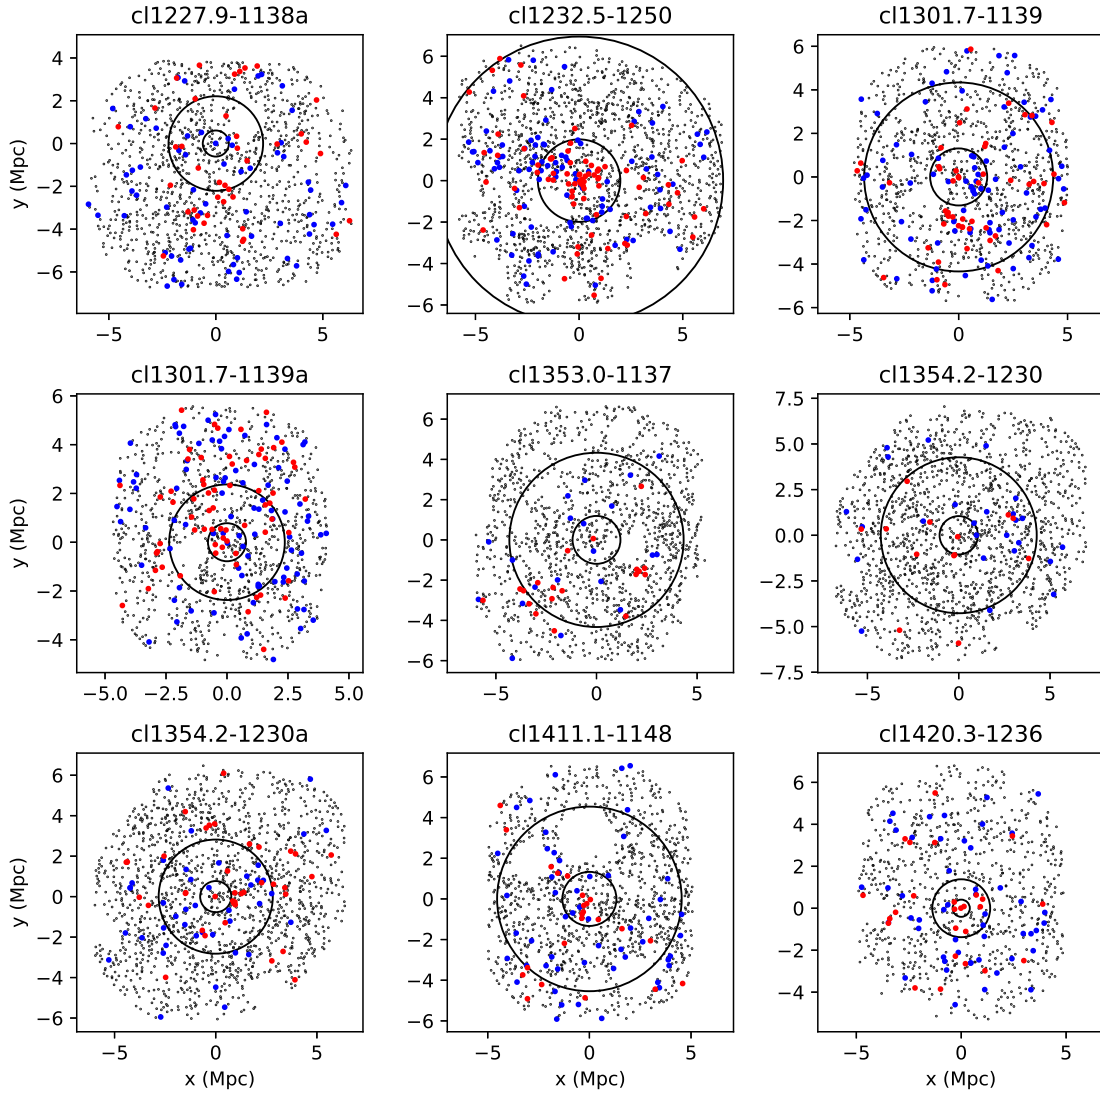 cl1227.9-1138a cl1232.5-1250 cl1301.7-1139
4 2 0 −2 −4 −6
y (Mpc)
−5 0 5
6 4 2 0 −2 −4 −6
−5 0 5
6 4 2 0 −2 −4 −6
−5 0 5
cl1301.7-1139a cl1353.0-1137 cl1354.2-1230
6 4 2 0 −2 −4
y (Mpc)
−5.0 −2.5 0.0 2.5 5.0
6 4 2 0 −2 −4 −6
−5 0 5
7.5 5.0 2.5 0.0 −2.5 −5.0 −7.5
−5 0 5
cl1354.2-1230a cl1411.1-1148 cl1420.3-1236
6 4 2 0 −2 −4 −6
y (Mpc)
−5 0 5
6 4 2 0 −2 −4 −6
−5 0 5
6 4 2 0 −2 −4
−5 0 5
x (Mpc) x (Mpc) x (Mpc)